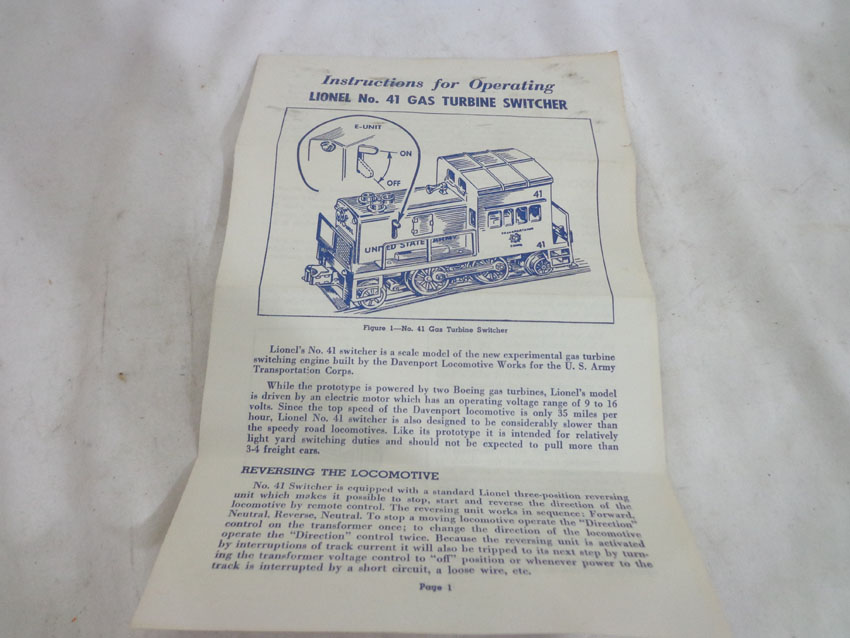 Instructions for Operating
LIONEL No. 41 GAS TURBINE SWITCHER
E-UNIT
ON
OFF
41
UNITED STATE ARMY
TRANSPORTATION
CORPS
41
Figure 1—No. 41 Gas Turbine Switcher
Lionel's No. 41 switcher is a scale model of the new experimental gas turbine
switching engine built by the Davenport Locomotive Works for the U. S. Army
Transportation Corps.
While the prototype is powered by two Boeing gas turbines, Lionel's model
is driven by an electric motor which has an operating voltage range of 9 to 16
volts. Since the top speed of the Davenport locomotive is only 35 miles per
hour, Lionel No. 41 switcher is also designed to be considerably slower than
the speedy road locomotives. Like its prototype it is intended for relatively
light yard switching duties and should not be expected to pull more than
3-4 freight cars.
REVERSING THE LOCOMOTIVE
No. 41 Switcher is equipped with a standard Lionel three-position reversing
unit which makes it possible to stop, start and reverse the direction of the
locomotive by remote control. The reversing unit works in sequence: Forward,
Neutral, Reverse, Neutral. To stop a moving locomotive operate the "Direction"
control on the transformer once; to change the direction of the locomotive
operate the "Direction" control twice. Because the reversing unit is activated
by interruptions of track current it will also be tripped to its next step by turn-
ing the transformer voltage control to "off" position or whenever power to the
track is interrupted by a short circuit, a loose wire, etc.
Page 1